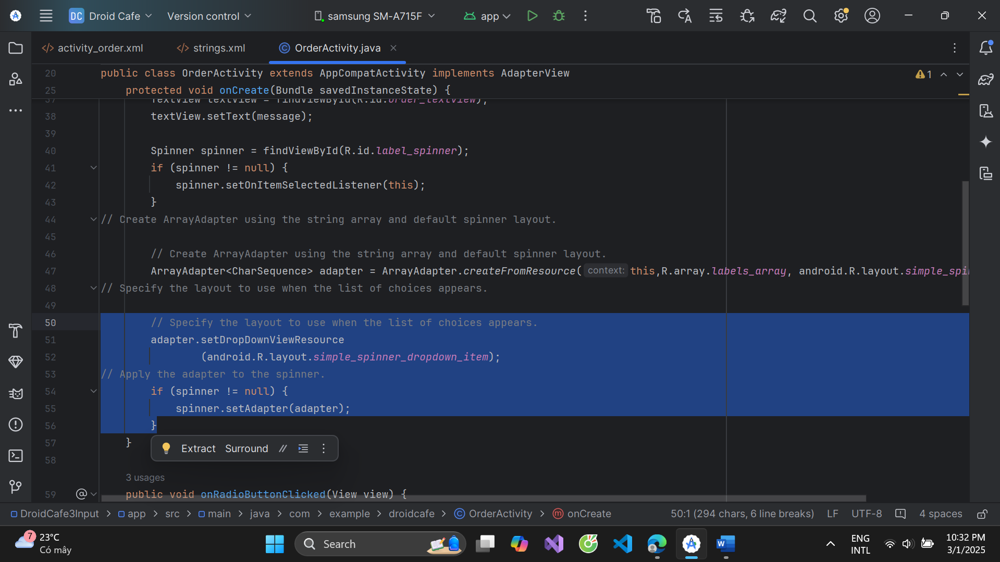 DC Droid Cafe Version control samsung SM-A715F app
activity_order.xml strings.xml OrderActivity.java
20 public class OrderActivity extends AppCompatActivity implements AdapterView 1
25 protected void onCreate(Bundle savedInstanceState) {
37 TextView textView = findViewById(R.id.order_textview);
38 textView.setText(message);
39
40 Spinner spinner = findViewById(R.id.label_spinner);
41 if (spinner != null) {
42 spinner.setOnItemSelectedListener(this);
43 }
44 // Create ArrayAdapter using the string array and default spinner layout.
45
46 // Create ArrayAdapter using the string array and default spinner layout.
47 ArrayAdapter<CharSequence> adapter = ArrayAdapter.createFromResource( context: this,R.array.labels_array, android.R.layout.simple_spi
48 // Specify the layout to use when the list of choices appears.
49
50 // Specify the layout to use when the list of choices appears.
51 adapter.setDropDownViewResource
52 (android.R.layout.simple_spinner_dropdown_item);
53 // Apply the adapter to the spinner.
54 if (spinner != null) {
55 spinner.setAdapter(adapter);
56 }
57 }
Extract Surround //
58
3 usages
59 @ public void onRadioButtonClicked(View view) {
DroidCafe3Input > app > src > main > java > com > example > droidcafe > OrderActivity > onCreate 50:1 (294 chars, 6 line breaks) LF UTF-8 4 spaces
7 23°C
Có mây
Search
ENG
INTL
10:32 PM
3/1/2025